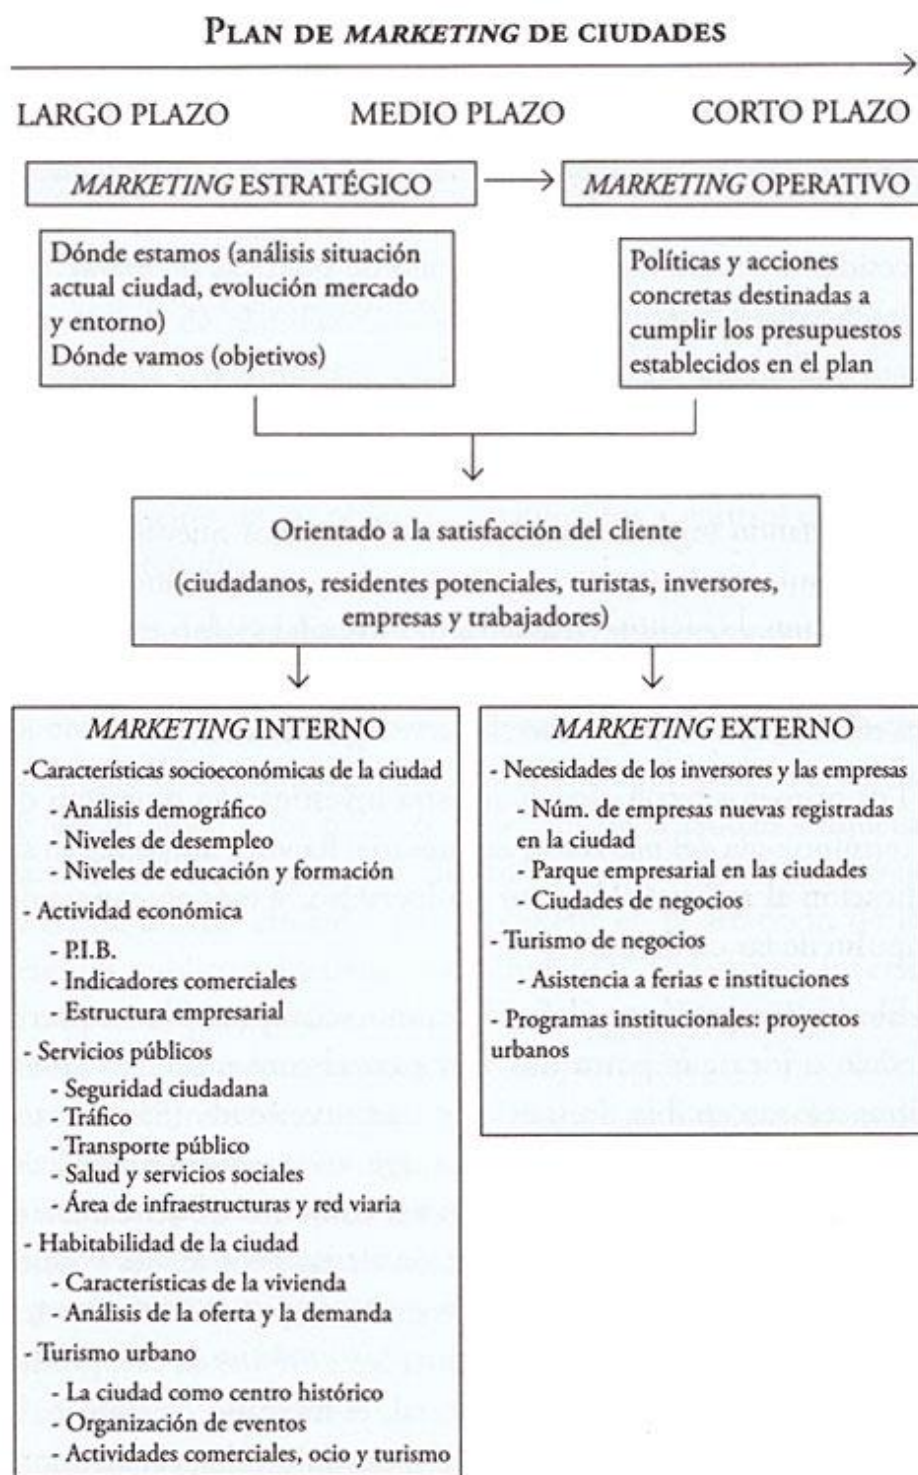 PLAN DE MARKETING DE CIUDADES
LARGO PLAZO
MEDIO PLAZO
CORTO PLAZO
MARKETING ESTRATÉGICO
MARKETING OPERATIVO
Dónde estamos (análisis situación
actual ciudad, evolución mercado
y entorno)
Dónde vamos (objetivos)
Políticas y acciones
concretas destinadas a
cumplir los presupuestos
establecidos en el plan
Orientado a la satisfacción del cliente
(ciudadanos, residentes potenciales, turistas, inversores,
empresas y trabajadores)
MARKETING INTERNO
-Características socioeconómicas de la ciudad
- Análisis demográfico
- Niveles de desempleo
- Niveles de educación y formación
- Actividad económica
- P.I.B.
- Indicadores comerciales
- Estructura empresarial
- Servicios públicos
- Seguridad ciudadana
- Tráfico
- Transporte público
- Salud y servicios sociales
- Área de infraestructuras y red viaria
- Habitabilidad de la ciudad
- Características de la vivienda
- Análisis de la oferta y la demanda
- Turismo urbano
- La ciudad como centro histórico
- Organización de eventos
- Actividades comerciales, ocio y turismo
MARKETING EXTERNO
- Necesidades de los inversores y las empresas
- Núm. de empresas nuevas registradas
en la ciudad
- Parque empresarial en las ciudades
- Ciudades de negocios
- Turismo de negocios
- Asistencia a ferias e instituciones
- Programas institucionales: proyectos
urbanos